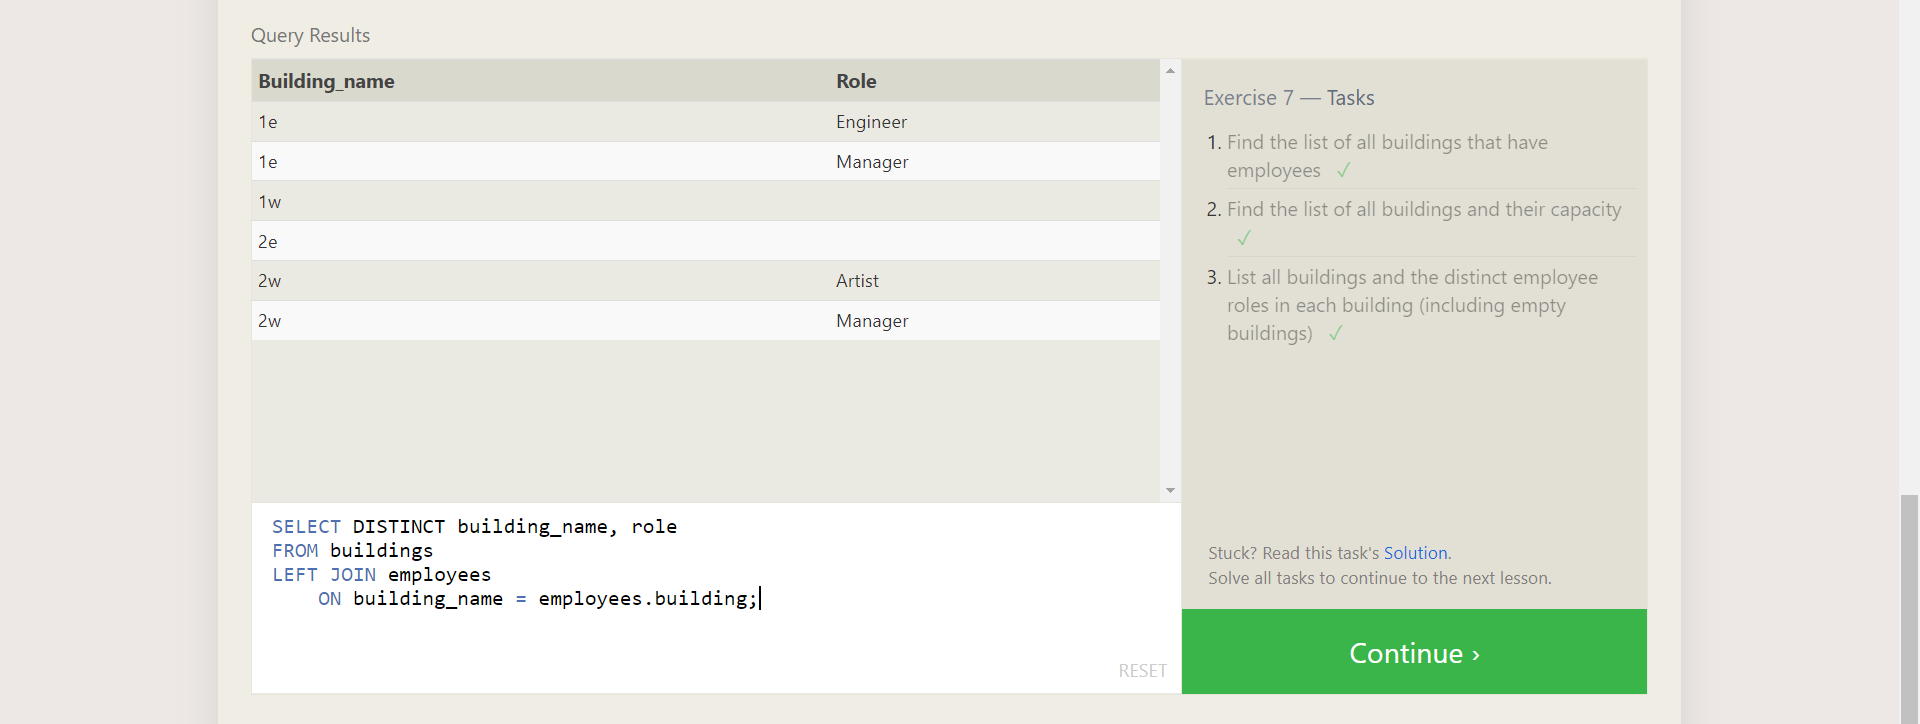 Query Results
Building_name Role
1e Engineer
1e Manager
1w
2e
2w Artist
2w Manager
SELECT DISTINCT building_name, role
FROM buildings
LEFT JOIN employees
    ON building_name = employees.building;
RESET
Exercise 7 — Tasks
1. Find the list of all buildings that have
employees ✓
2. Find the list of all buildings and their capacity
✓
3. List all buildings and the distinct employee
roles in each building (including empty
buildings) ✓
Stuck? Read this task's Solution.
Solve all tasks to continue to the next lesson.
Continue ›